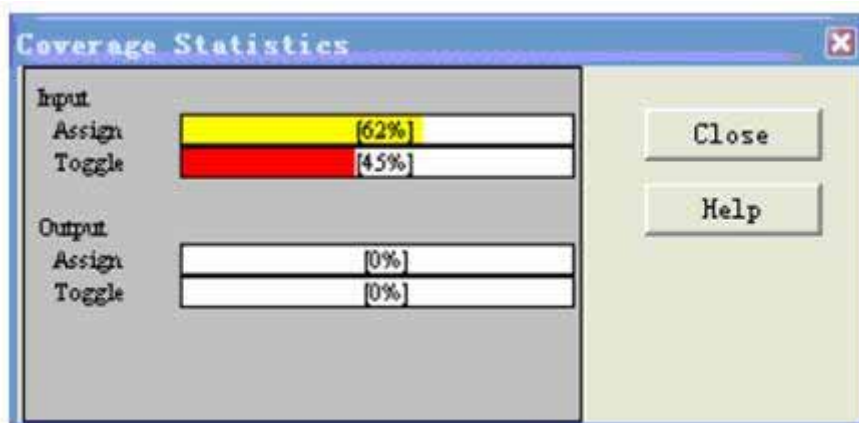 Coverage Statistics
Input
Assign [62%]
Toggle [45%]
Output
Assign [0%]
Toggle [0%]
Close
Help